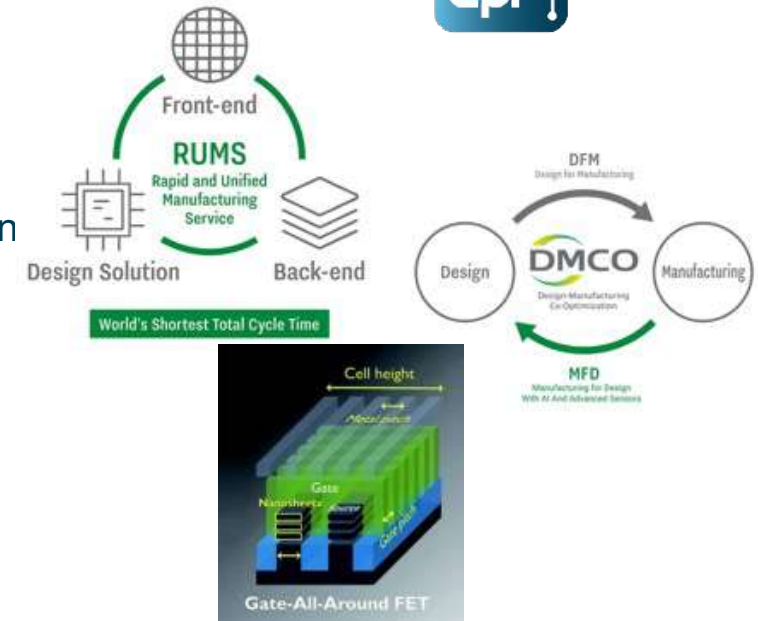 Front-end
RUMS
Rapid and Unified
Manufacturing
Service
Design Solution
Back-end
World's Shortest Total Cycle Time
DFM
Design for Manufacturing
Design
DMCO
Design-Manufacturing
Co-Optimization
Manufacturing
MFD
Manufacturing for Design
With AI And Advanced Sensors
Cell height
Metal pitch
Gate
Nanosheets
Source
Gate pitch
Gate-All-Around FET